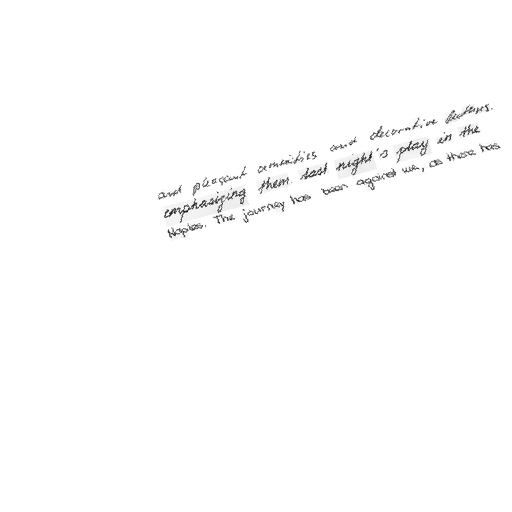 and pleasant amenities and decorative features.
emphasizing them. Last night's play in the
Naples. The journey has been against us, as there has